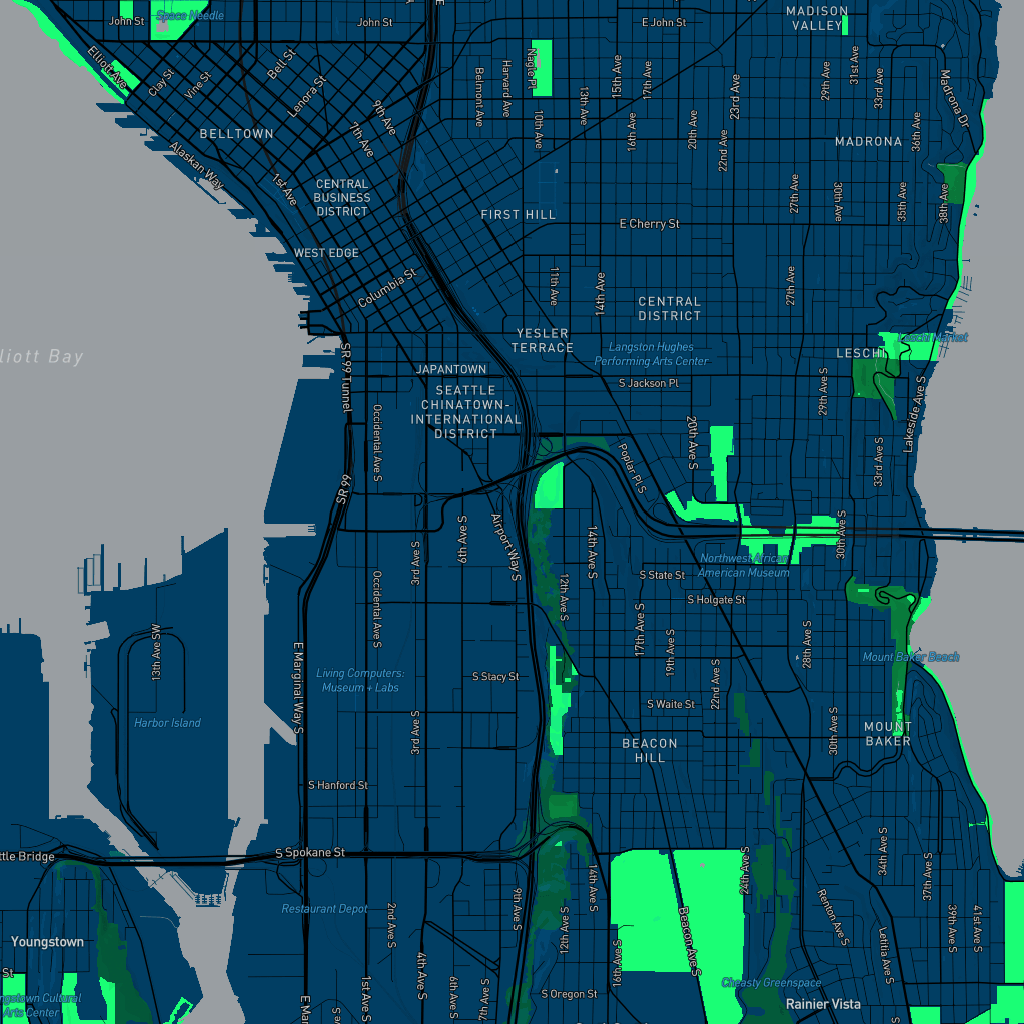 John St
Space Needle
John St
E
E John St
MADISON
VALLEY
Elliott Ave
Clay St
Vine St
Bell St
Lenora St
9th Ave
7th Ave
BELLTOWN
Alaskan Way
1st Ave
CENTRAL
BUSINESS
DISTRICT
WEST EDGE
Columbia St
Belmont Ave
Harvard Ave
Nagle Pl
10th Ave
13th Ave
15th Ave
17th Ave
16th Ave
20th Ave
22nd Ave
23rd Ave
29th Ave
31st Ave
33rd Ave
Madrona Dr
36th Ave
MADRONA
27th Ave
30th Ave
35th Ave
38th Ave
FIRST HILL
E Cherry St
11th Ave
14th Ave
27th Ave
CENTRAL
DISTRICT
YESLER
TERRACE
Langston Hughes
Performing Arts Center
Leschi Market
LESCHI
lliott Bay
SR 99 Tunnel
JAPANTOWN
SEATTLE
CHINATOWN-
INTERNATIONAL
DISTRICT
S Jackson Pl
29th Ave S
Lakeside Ave S
Occidental Ave S
20th Ave S
Poplar Pl S
33rd Ave S
SR 99
6th Ave S
Airport Way S
3rd Ave S
14th Ave S
30th Ave S
Northwest African
American Museum
S State St
S Holgate St
12th Ave S
Occidental Ave S
17th Ave S
19th Ave S
28th Ave S
Mount Baker Beach
13th Ave SW
E Marginal Way S
Living Computers:
Museum + Labs
S Stacy St
22nd Ave S
S Waite St
Harbor Island
3rd Ave S
30th Ave S
MOUNT
BAKER
BEACON
HILL
S Hanford St
S Spokane St
ttle Bridge
34th Ave S
37th Ave S
24th Ave S
14th Ave S
9th Ave S
Restaurant Depot
2nd Ave S
12th Ave S
Beacon Ave S
Renton Ave S
39th Ave S
41st Ave S
Youngstown
16th Ave S
Letitia Ave S
St
4th Ave S
1st Ave S
6th Ave S
7th Ave S
S Oregon St
Cheasty Greenspace
ngstown Cultural
Arts Center
E Mar
Rainier Vista